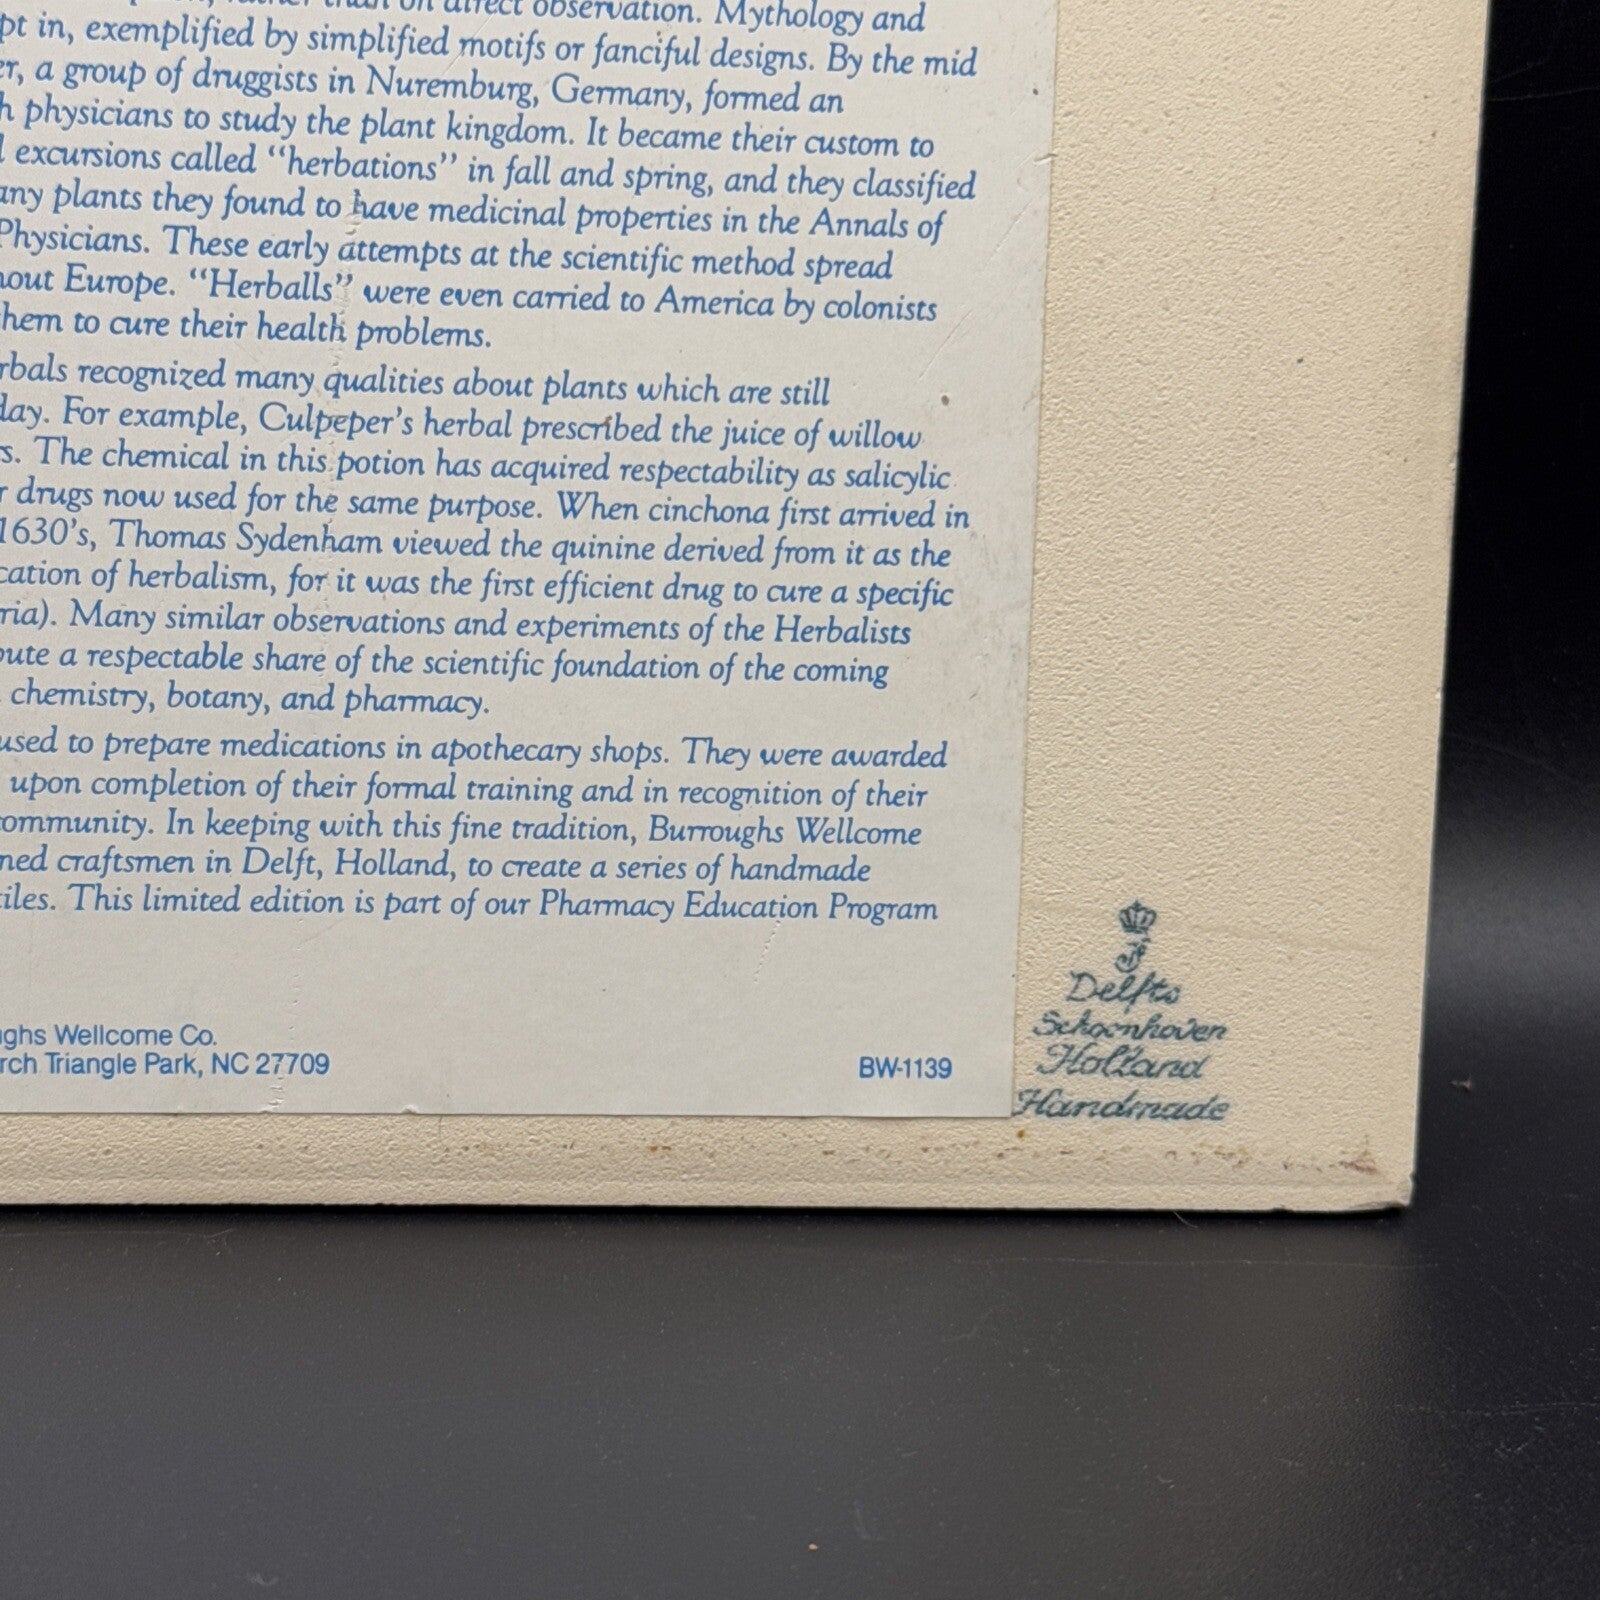 rather than on direct observation. Mythology and
pt in, exemplified by simplified motifs or fanciful designs. By the mid
er, a group of druggists in Nuremburg, Germany, formed an
h physicians to study the plant kingdom. It became their custom to
l excursions called “herbations” in fall and spring, and they classified
any plants they found to have medicinal properties in the Annals of
Physicians. These early attempts at the scientific method spread
hout Europe. “Herballs” were even carried to America by colonists
hem to cure their health problems.
rbals recognized many qualities about plants which are still
day. For example, Culpeper’s herbal prescribed the juice of willow
s. The chemical in this potion has acquired respectability as salicylic
r drugs now used for the same purpose. When cinchona first arrived in
1630’s, Thomas Sydenham viewed the quinine derived from it as the
cation of herbalism, for it was the first efficient drug to cure a specific
ria). Many similar observations and experiments of the Herbalists
bute a respectable share of the scientific foundation of the coming
chemistry, botany, and pharmacy.
used to prepare medications in apothecary shops. They were awarded
upon completion of their formal training and in recognition of their
ommunity. In keeping with this fine tradition, Burroughs Wellcome
ned craftsmen in Delft, Holland, to create a series of handmade
tiles. This limited edition is part of our Pharmacy Education Program
ughs Wellcome Co.
rch Triangle Park, NC 27709
BW-1139
Delfts
Schoonhoven
Holland
Handmade